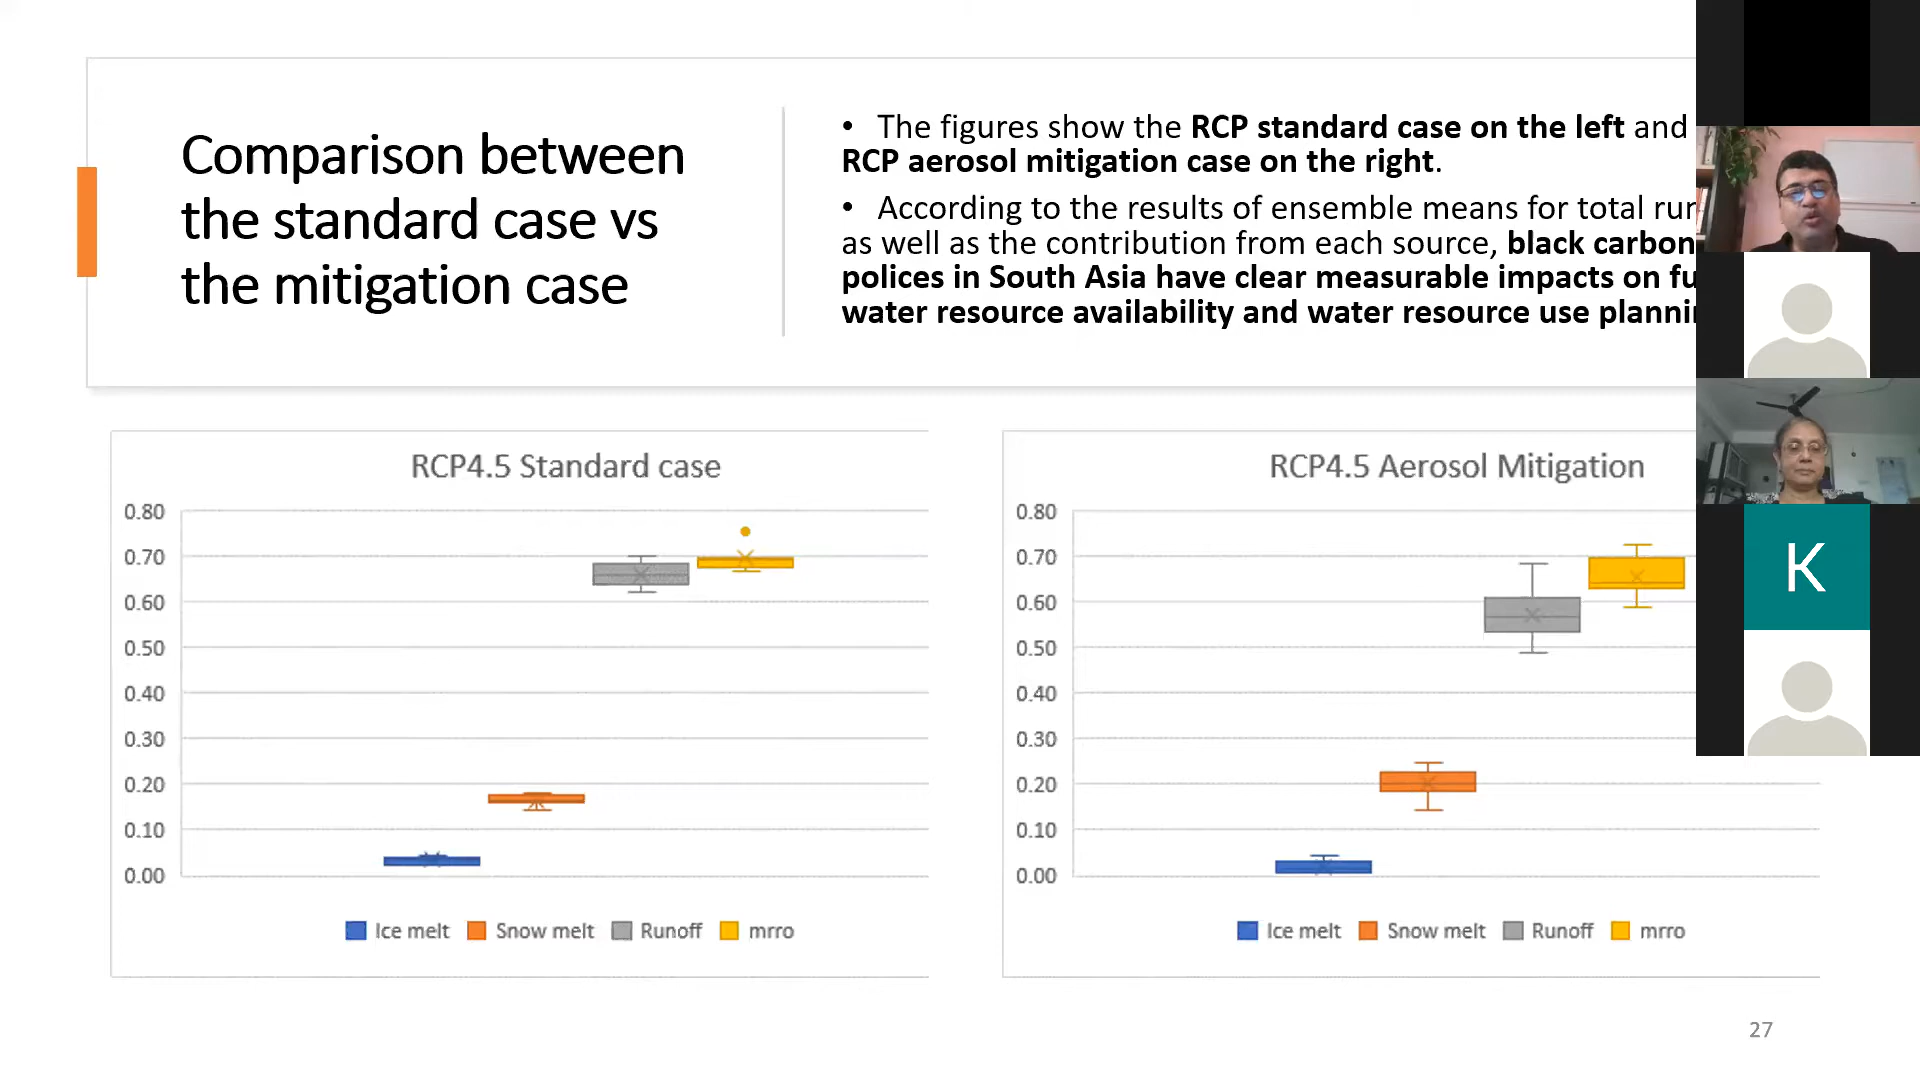 Comparison between
the standard case vs
the mitigation case
• The figures show the RCP standard case on the left and
RCP aerosol mitigation case on the right.
• According to the results of ensemble means for total
as well as the contribution from each source, black carbon
polices in South Asia have clear measurable impacts on
water resource availability and water resource use
RCP4.5 Standard case
0.80
0.70
0.60
0.50
0.40
0.30
0.20
0.10
0.00
Ice melt Snow melt Runoff mrro
RCP4.5 Aerosol Mitigation
0.80
0.70
0.60
0.50
0.40
0.30
0.20
0.10
0.00
Ice melt Snow melt Runoff mrro
K
27